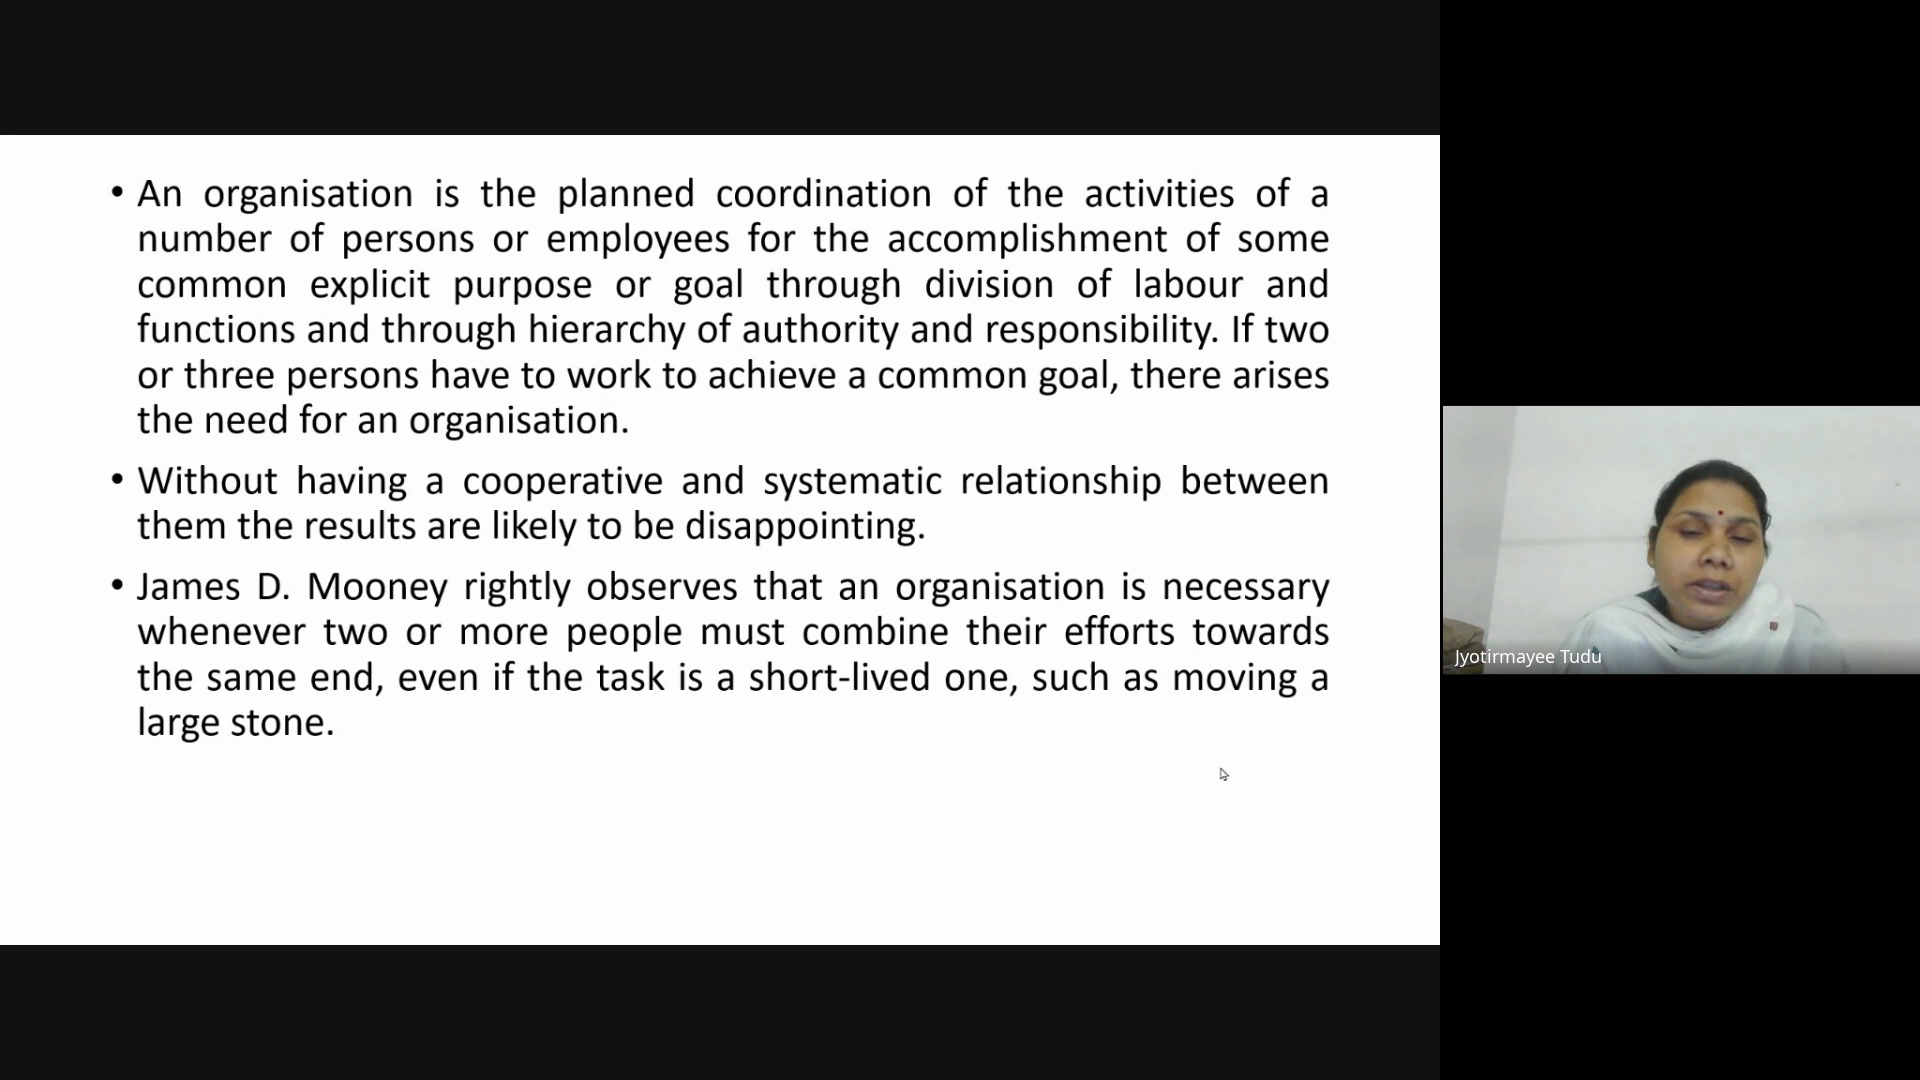 • An organisation is the planned coordination of the activities of a
number of persons or employees for the accomplishment of some
common explicit purpose or goal through division of labour and
functions and through hierarchy of authority and responsibility. If two
or three persons have to work to achieve a common goal, there arises
the need for an organisation.
• Without having a cooperative and systematic relationship between
them the results are likely to be disappointing.
• James D. Mooney rightly observes that an organisation is necessary
whenever two or more people must combine their efforts towards
the same end, even if the task is a short-lived one, such as moving a
large stone.
Jyotirmayee Tudu